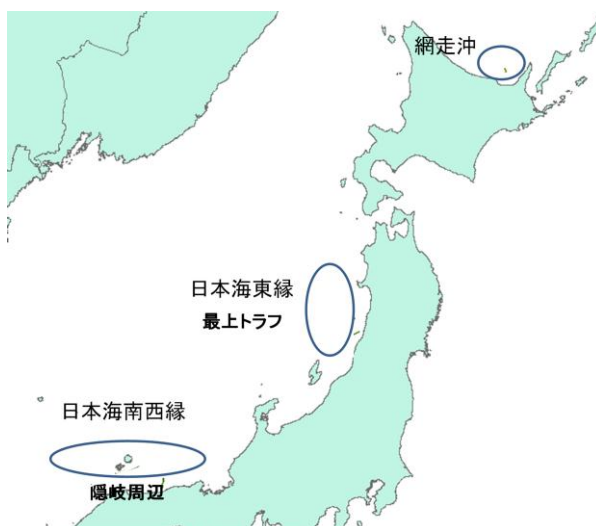 網走沖
日本海東縁
最上トラフ
日本海南西縁
隠岐周辺